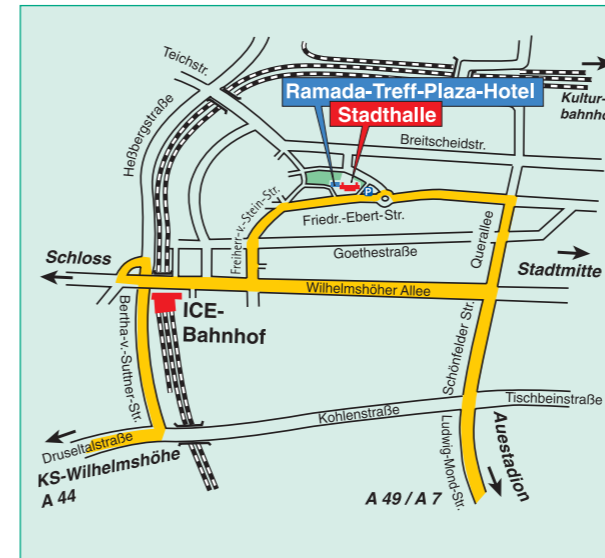 Teichstr.
Heßbergstraße
Ramada-Treff-Plaza-Hotel
Stadthalle
Kultur-
bahnho
Breitscheidstr.
P
Freiherr-v.-Stein-Str.
Friedr.-Ebert-Str.
Goethestraße
Querallee
Schloss
Stadtmitte
Wilhelmshöher Allee
ICE-
Bahnhof
Bertha-v.-Suttner-Str.
Schönfelder Str.
Tischbeinstraße
Kohlenstraße
Druseltalstraße
KS-Wilhelmshöhe
A 44
A 49 / A 7
Ludwig-Mond-Str.
Auestadion